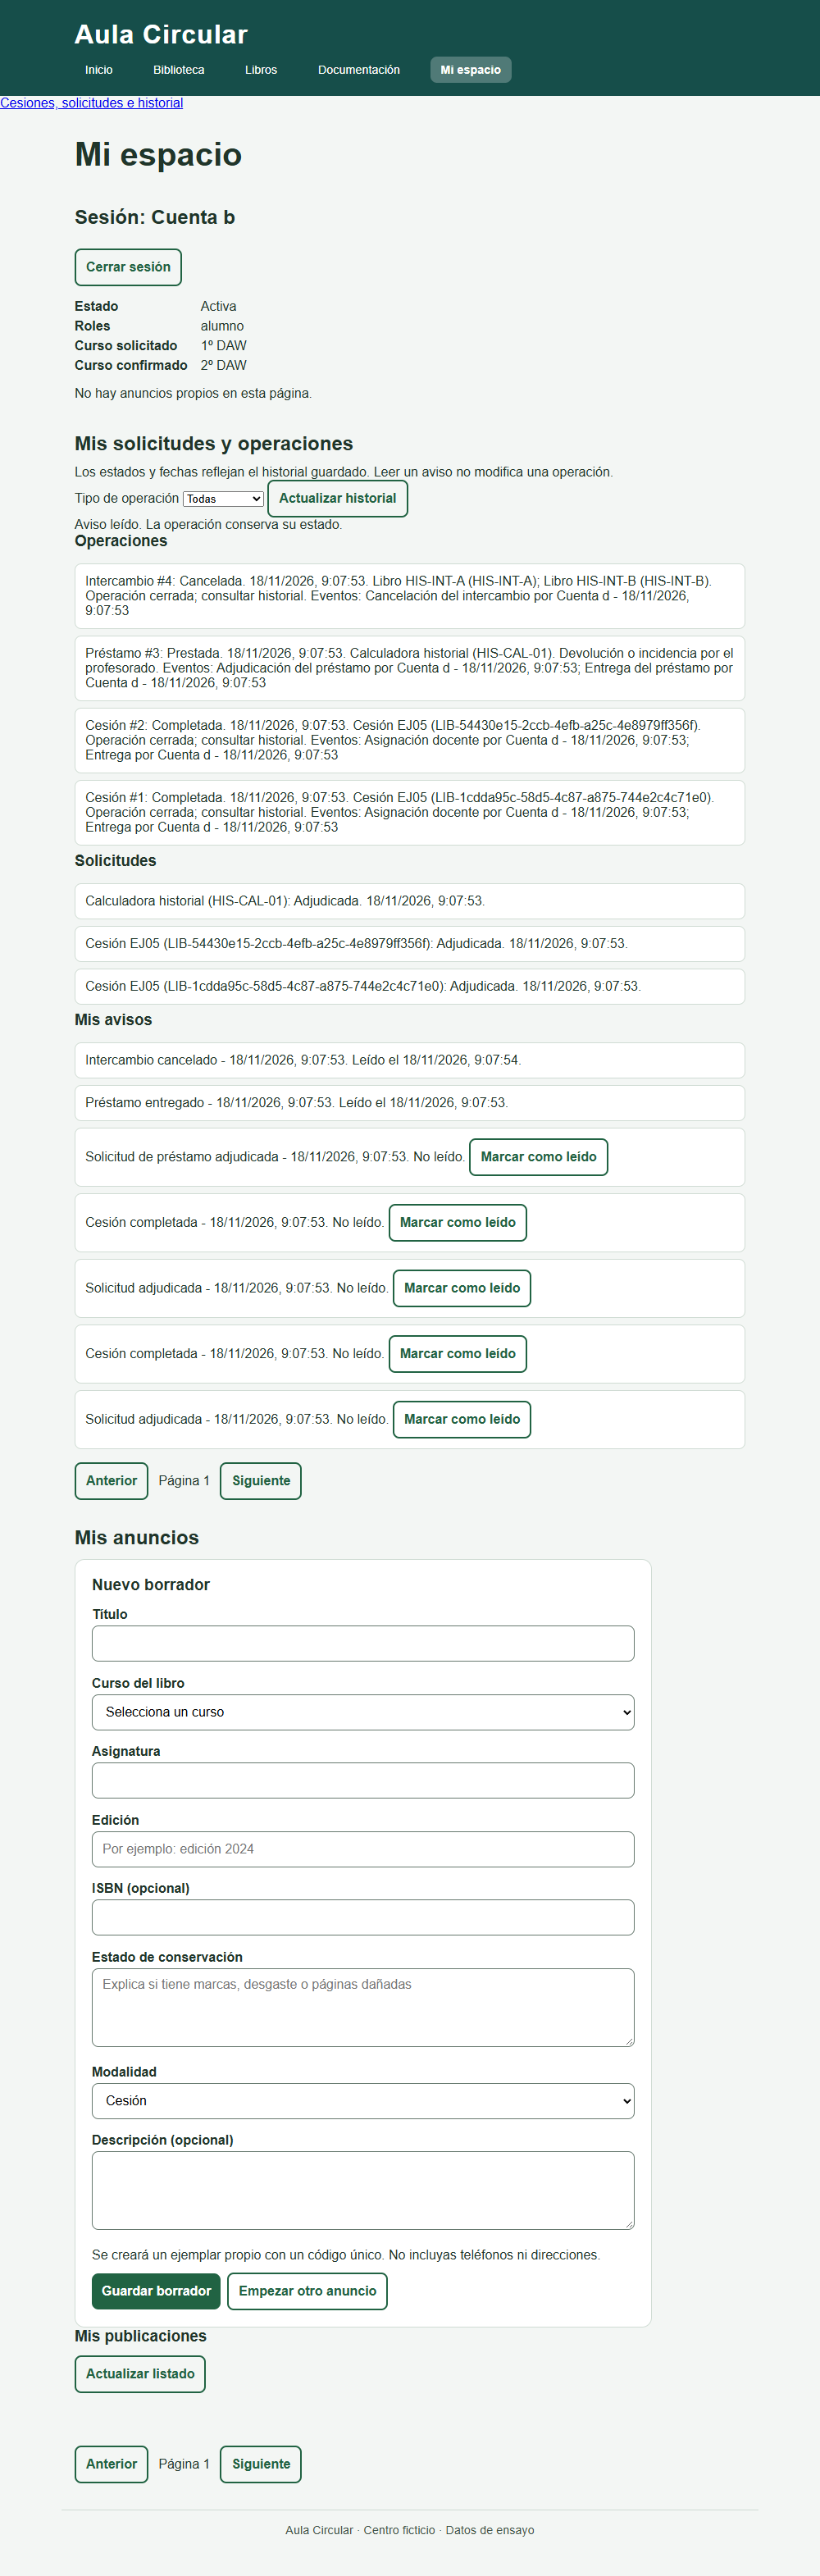 Aula Circular
Inicio
Biblioteca
Libros
Documentación
Mi espacio
Cesiones, solicitudes e historial
Mi espacio
Sesión: Cuenta b
Cerrar sesión
Estado Activa
Roles alumno
Curso solicitado 1º DAW
Curso confirmado 2º DAW
No hay anuncios propios en esta página.
Mis solicitudes y operaciones
Los estados y fechas reflejan el historial guardado. Leer un aviso no modifica una operación.
Tipo de operación Todas Actualizar historial
Aviso leído. La operación conserva su estado.
Operaciones
Intercambio #4: Cancelada. 18/11/2026, 9:07:53. Libro HIS-INT-A (HIS-INT-A); Libro HIS-INT-B (HIS-INT-B).
Operación cerrada; consultar historial. Eventos: Cancelación del intercambio por Cuenta d - 18/11/2026,
9:07:53
Préstamo #3: Prestada. 18/11/2026, 9:07:53. Calculadora historial (HIS-CAL-01). Devolución o incidencia por el
profesorado. Eventos: Adjudicación del préstamo por Cuenta d - 18/11/2026, 9:07:53; Entrega del préstamo por
Cuenta d - 18/11/2026, 9:07:53
Cesión #2: Completada. 18/11/2026, 9:07:53. Cesión EJ05 (LIB-54430e15-2ccb-4efb-a25c-4e8979ff356f).
Operación cerrada; consultar historial. Eventos: Asignación docente por Cuenta d - 18/11/2026, 9:07:53;
Entrega por Cuenta d - 18/11/2026, 9:07:53
Cesión #1: Completada. 18/11/2026, 9:07:53. Cesión EJ05 (LIB-1cdda95c-58d5-4c87-a875-744e2c4c71e0).
Operación cerrada; consultar historial. Eventos: Asignación docente por Cuenta d - 18/11/2026, 9:07:53;
Entrega por Cuenta d - 18/11/2026, 9:07:53
Solicitudes
Calculadora historial (HIS-CAL-01): Adjudicada. 18/11/2026, 9:07:53.
Cesión EJ05 (LIB-54430e15-2ccb-4efb-a25c-4e8979ff356f): Adjudicada. 18/11/2026, 9:07:53.
Cesión EJ05 (LIB-1cdda95c-58d5-4c87-a875-744e2c4c71e0): Adjudicada. 18/11/2026, 9:07:53.
Mis avisos
Intercambio cancelado - 18/11/2026, 9:07:53. Leído el 18/11/2026, 9:07:54.
Préstamo entregado - 18/11/2026, 9:07:53. Leído el 18/11/2026, 9:07:53.
Solicitud de préstamo adjudicada - 18/11/2026, 9:07:53. No leído. Marcar como leído
Cesión completada - 18/11/2026, 9:07:53. No leído. Marcar como leído
Solicitud adjudicada - 18/11/2026, 9:07:53. No leído. Marcar como leído
Cesión completada - 18/11/2026, 9:07:53. No leído. Marcar como leído
Solicitud adjudicada - 18/11/2026, 9:07:53. No leído. Marcar como leído
Anterior Página 1 Siguiente
Mis anuncios
Nuevo borrador
Título
Curso del libro
Selecciona un curso
Asignatura
Edición
Por ejemplo: edición 2024
ISBN (opcional)
Estado de conservación
Explica si tiene marcas, desgaste o páginas dañadas
Modalidad
Cesión
Descripción (opcional)
Se creará un ejemplar propio con un código único. No incluyas teléfonos ni direcciones.
Guardar borrador Empezar otro anuncio
Mis publicaciones
Actualizar listado
Anterior Página 1 Siguiente
Aula Circular · Centro ficticio · Datos de ensayo